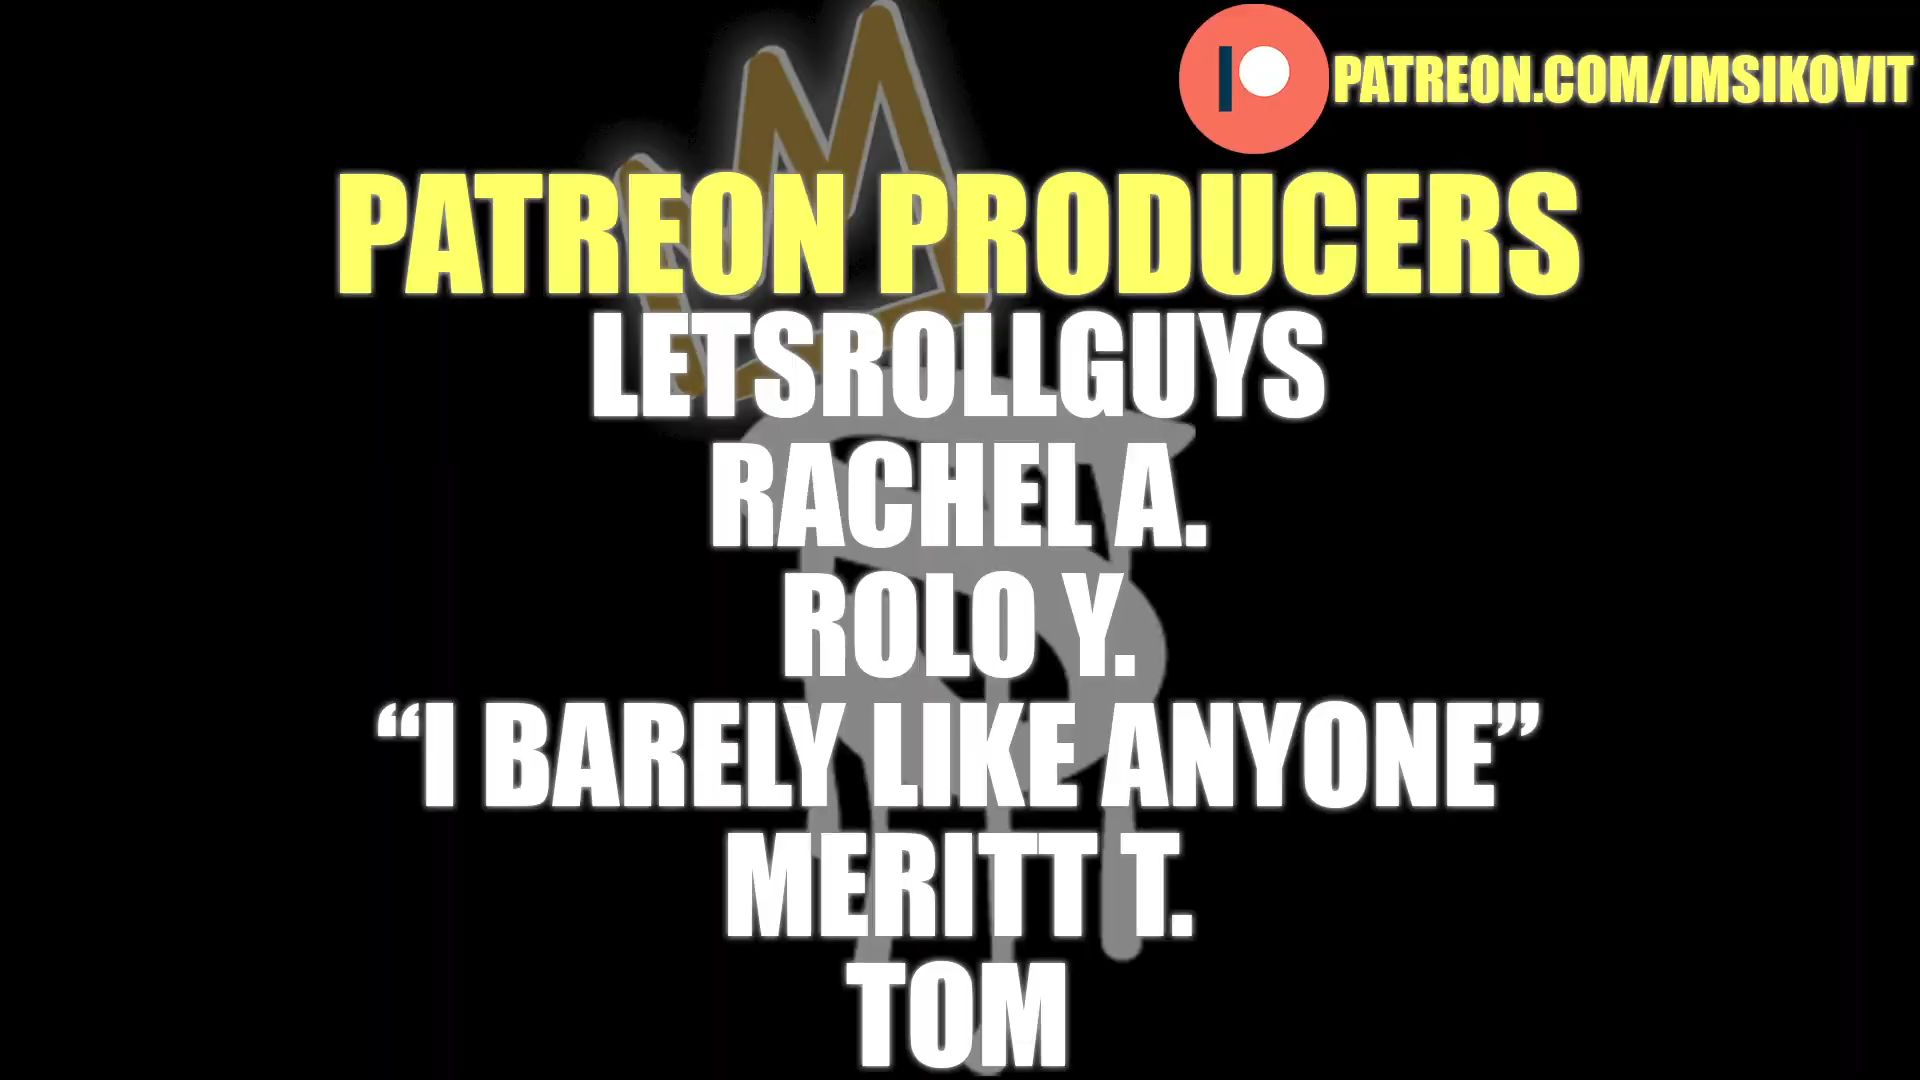 PATREON.COM/IMSIKOVIT
PATREON PRODUCERS
LETSROLLGUYS
RACHEL A.
ROLO Y.
“I BARELY LIKE ANYONE”
MERITT T.
TOM